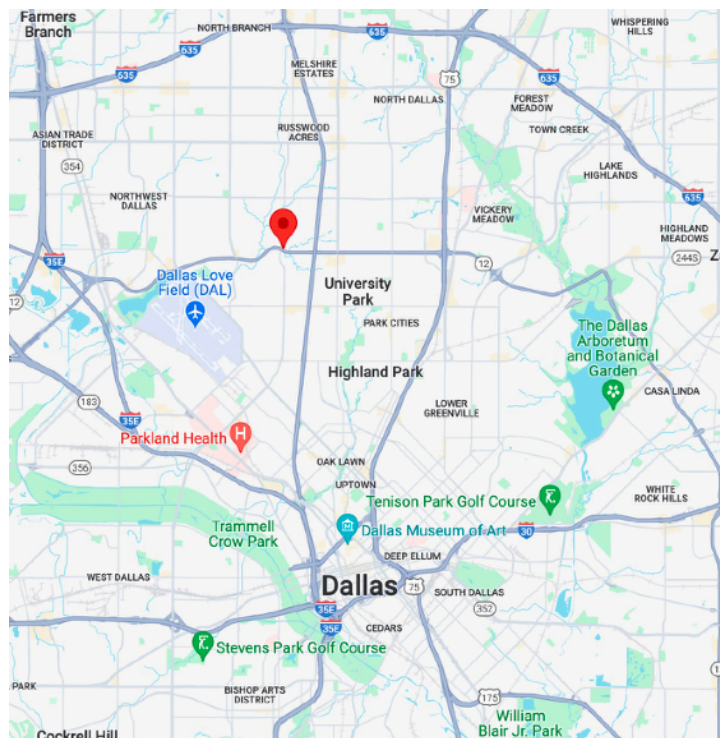 Farmers
Branch
NORTH BRANCH
WHISPERING
HILLS
635
635
MELSHIRE
ESTATES
635
635
75
NORTH DALLAS
FOREST
MEADOW
RUSSWOOD
ACRES
TOWN CREEK
ASIAN TRADE
DISTRICT
354
LAKE
HIGHLANDS
NORTHWEST
DALLAS
635
VICKERY
MEADOW
HIGHLAND
MEADOWS
35E
12
244S
Z
Dallas Love
Field (DAL)
University
Park
12
PARK CITIES
The Dallas
Arboretum
and Botanical
Garden
Highland Park
CASA LINDA
183
LOWER
GREENVILLE
35E
Parkland Health
H
356
OAK LAWN
UPTOWN
WHITE
ROCK HILLS
Tenison Park Golf Course
Trammell
Crow Park
Dallas Museum of Art
30
DEEP ELLUM
WEST DALLAS
Dallas
75
SOUTH DALLAS
352
35E
35E
CEDARS
Stevens Park Golf Course
1
PARK
BISHOP ARTS
DISTRICT
175
William
Blair Jr. Park
Cockrell Hill